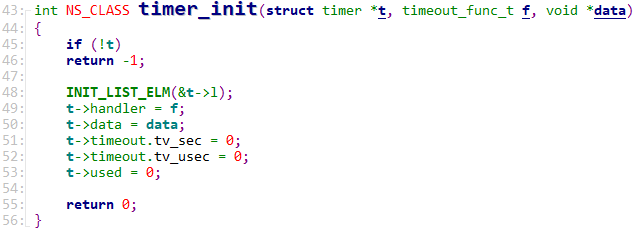 43: int NS_CLASS timer_init(struct timer *t, timeout_func_t f, void *data)
44: {
45:     if (!t)
46:     return -1;
47:
48:     INIT_LIST_ELM(&t->l);
49:     t->handler = f;
50:     t->data = data;
51:     t->timeout.tv_sec = 0;
52:     t->timeout.tv_usec = 0;
53:     t->used = 0;
54:
55:     return 0;
56: }